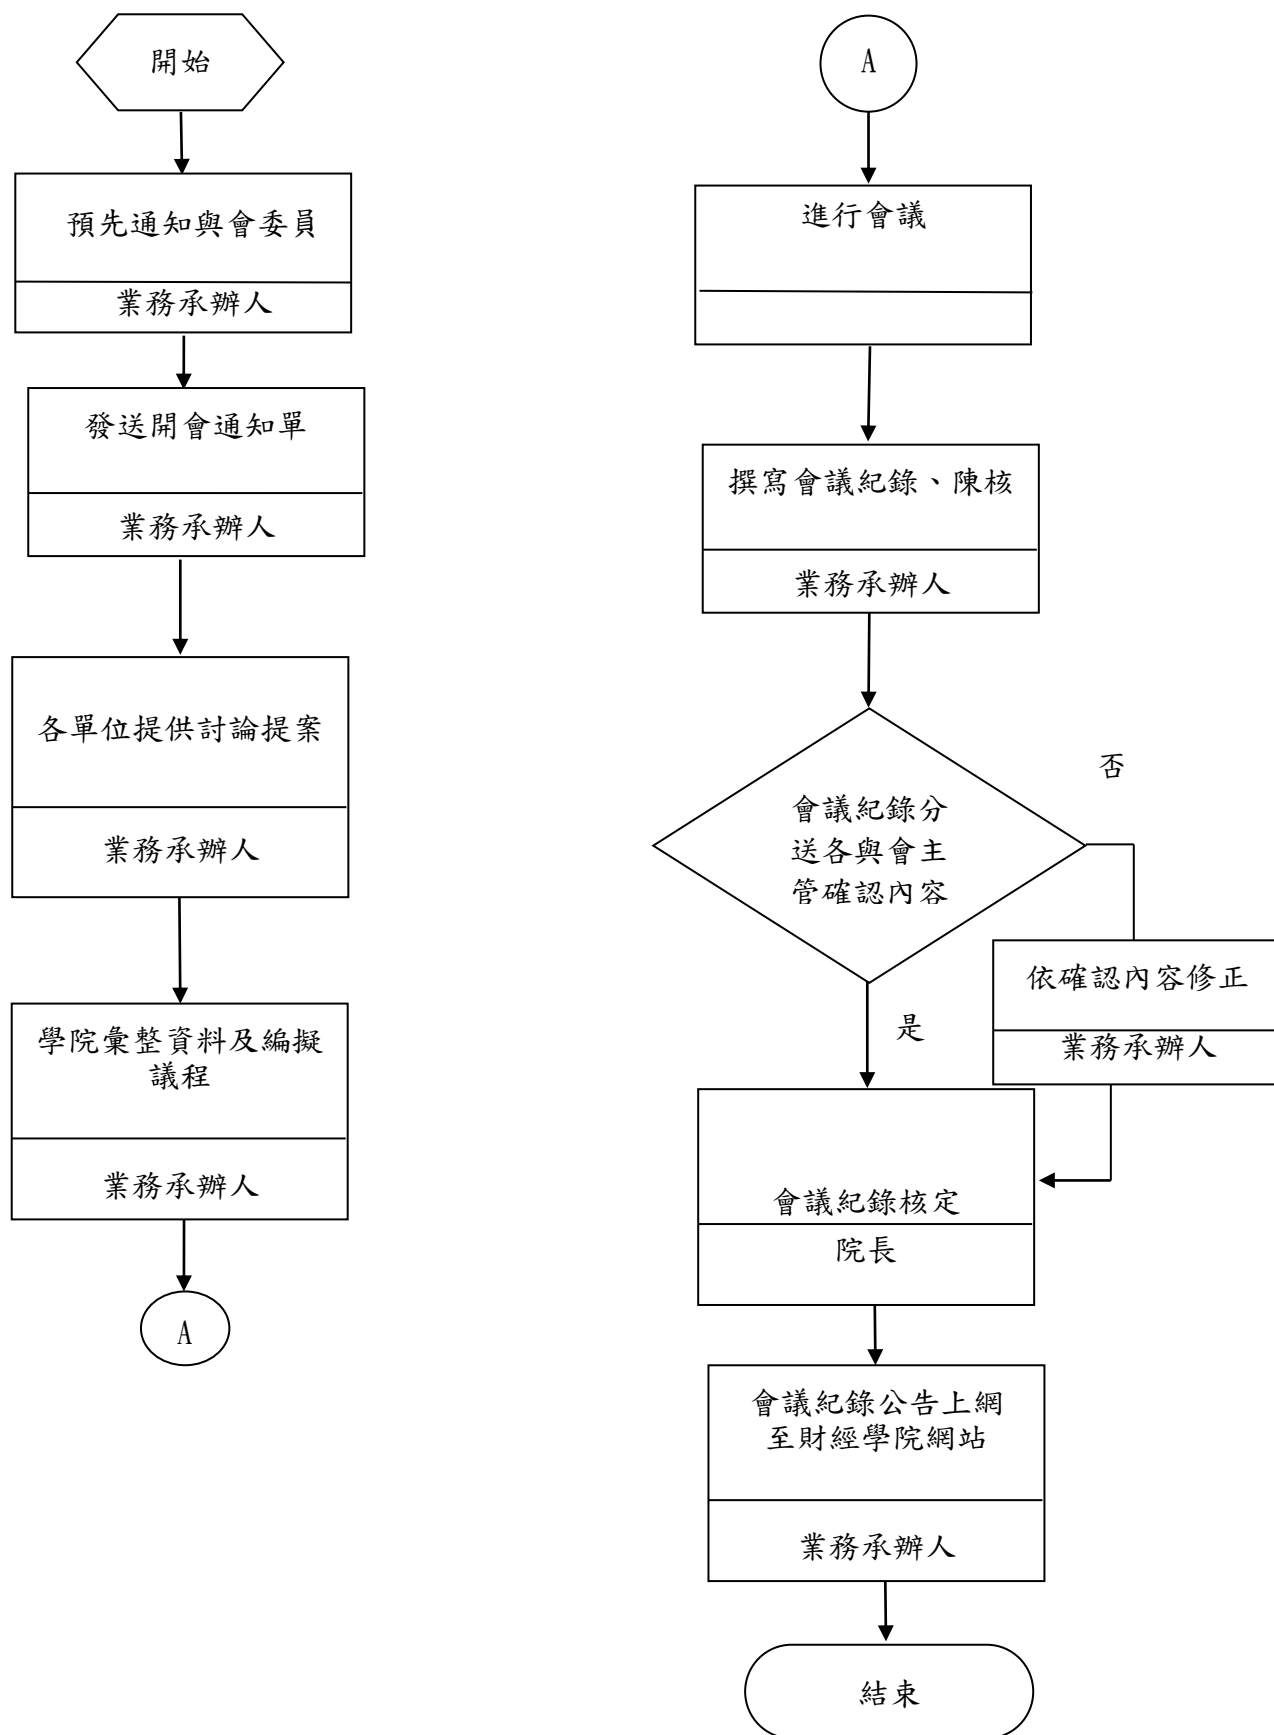 開始
預先通知與會委員
業務承辦人
發送開會通知單
業務承辦人
各單位提供討論提案
業務承辦人
學院彙整資料及編擬
議程
業務承辦人
A
A
進行會議
撰寫會議紀錄、陳核
業務承辦人
會議紀錄分
送各與會主
管確認內容
否
依確認內容修正
業務承辦人
是
會議紀錄核定
院長
會議紀錄公告上網
至財經學院網站
業務承辦人
結束